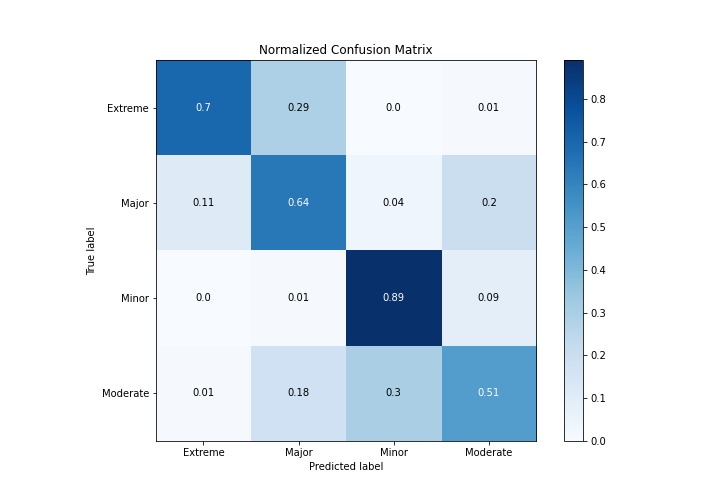 Normalized Confusion Matrix
Extreme 0.7 0.29 0.0 0.01
Major 0.11 0.64 0.04 0.2
Minor 0.0 0.01 0.89 0.09
Moderate 0.01 0.18 0.3 0.51
Extreme Major Minor Moderate
Predicted label
True label
0.8
0.7
0.6
0.5
0.4
0.3
0.2
0.1
0.0